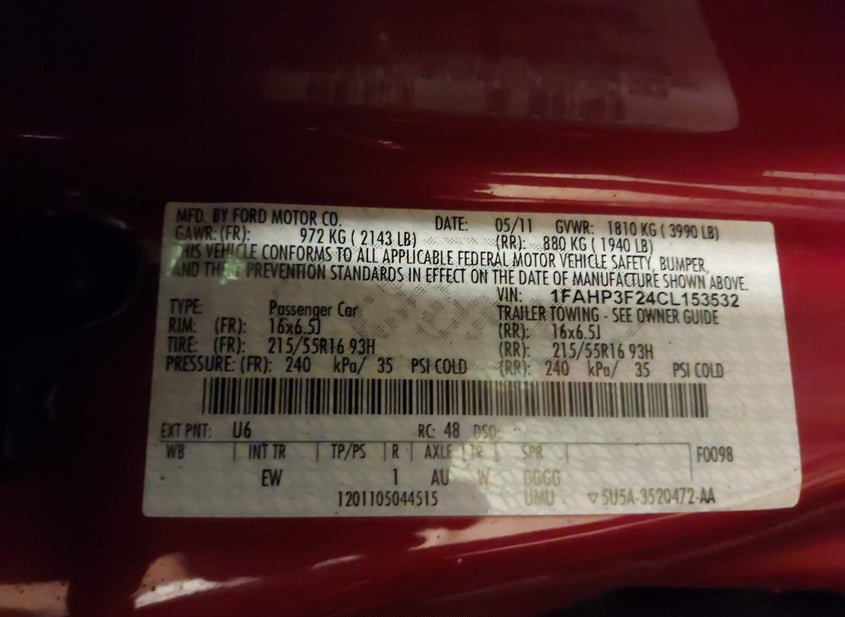 MFD. BY FORD MOTOR CO. DATE: 05/11 GVWR: 1810 KG ( 3990 LB)
GAWR: (FR): 972 KG ( 2143 LB) (RR): 880 KG ( 1940 LB)
THIS VEHICLE CONFORMS TO ALL APPLICABLE FEDERAL MOTOR VEHICLE SAFETY, BUMPER,
AND THEFT PREVENTION STANDARDS IN EFFECT ON THE DATE OF MANUFACTURE SHOWN ABOVE.
VIN: 1FAHP3F24CL153532
TYPE: Passenger Car TRAILER TOWING - SEE OWNER GUIDE
RIM: (FR): 16x6.5J (RR): 16x6.5J
TIRE: (FR): 215/55R16 93H (RR): 215/55R16 93H
PRESSURE: (FR): 240 kPa/ 35 PSI COLD (RR): 240 kPa/ 35 PSI COLD
EXT PNT: U6 RC: 48 DSO:
WB INT TR TP/PS R AXLE TR SPR F0098
EW 1 AU W GGGG
1201105044515 UMU ▽5U5A-3520472-AA